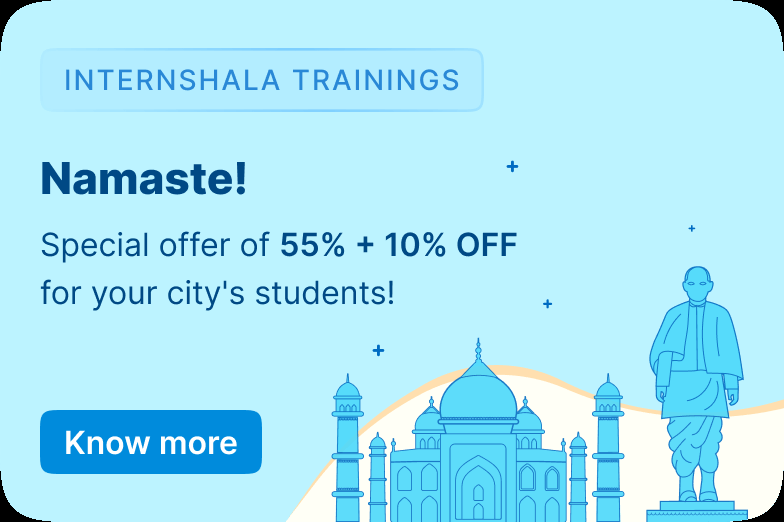 INTERNSHALA TRAININGS
Namaste!
Special offer of 55% + 10% OFF
for your city's students!
Know more